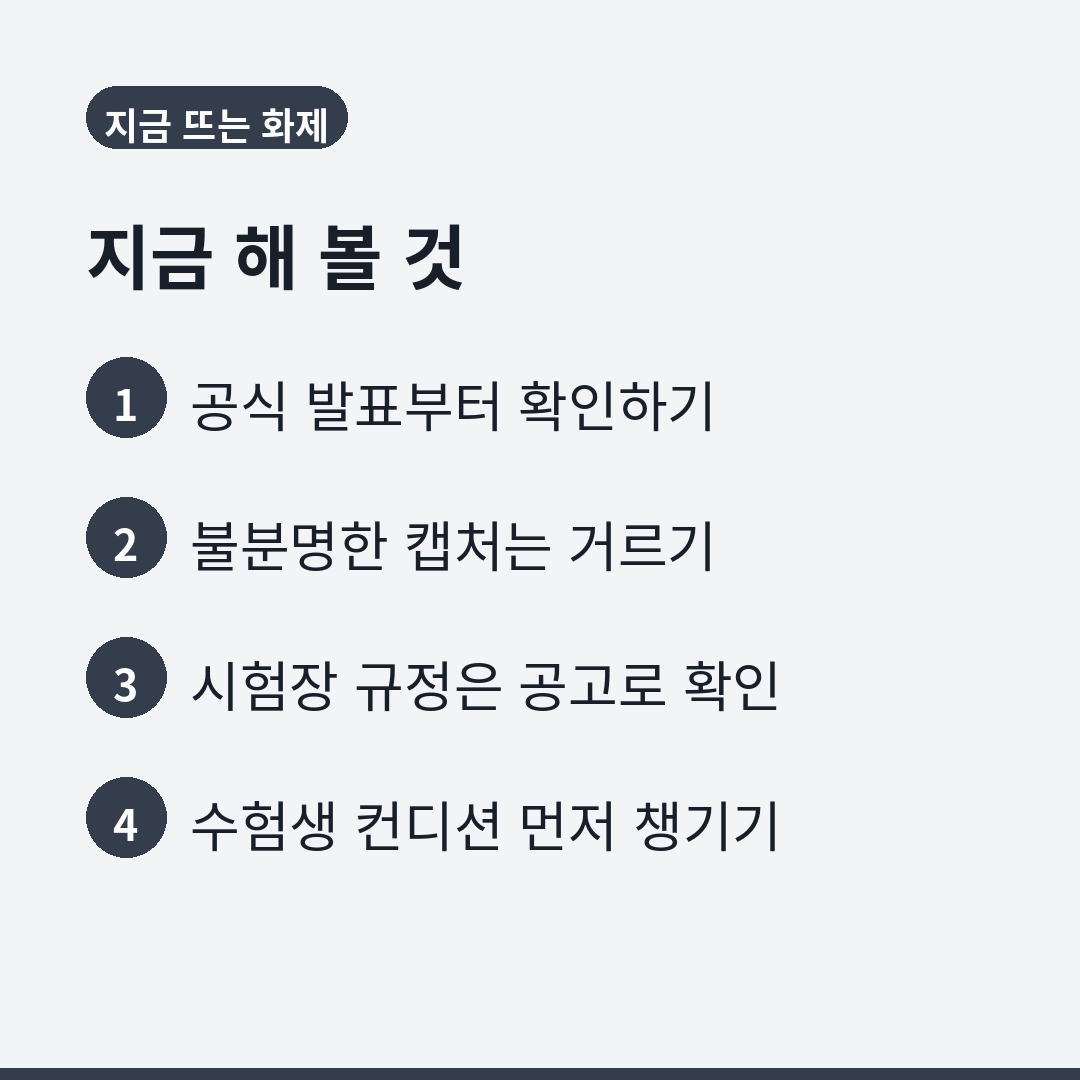 지금 뜨는 화제
지금 해 볼 것
1 공식 발표부터 확인하기
2 불분명한 캡처는 거르기
3 시험장 규정은 공고로 확인
4 수험생 컨디션 먼저 챙기기